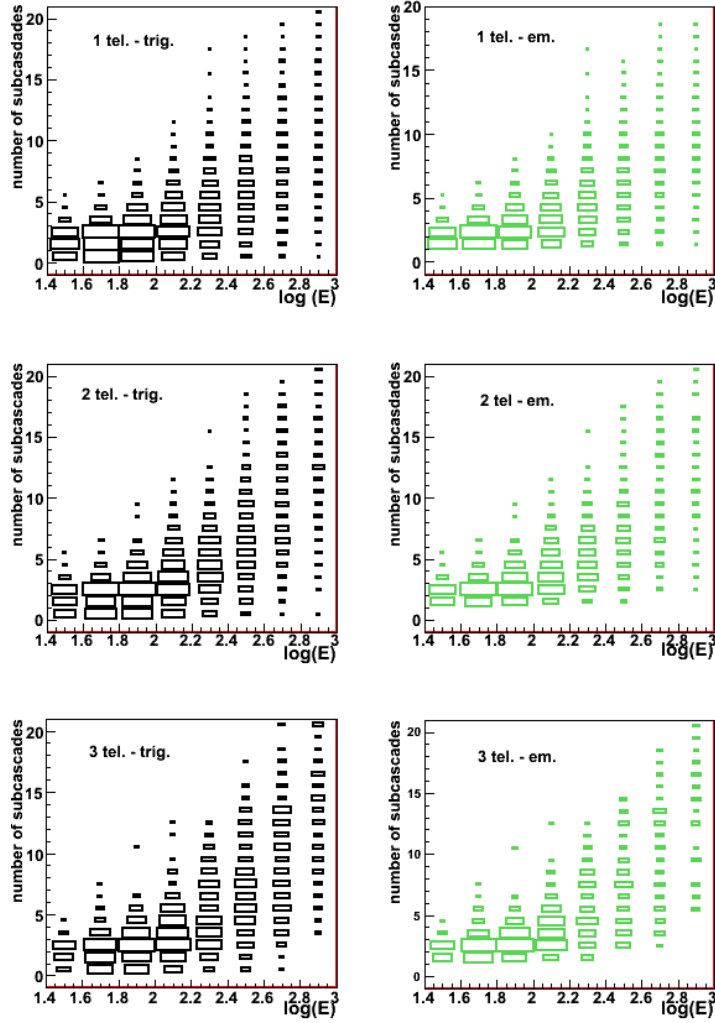 number of subcasdades
1 tel. - trig.
20
15
10
5
0
1.4 1.6 1.8 2 2.2 2.4 2.6 2.8 3
log (E)
number of subcasdades
1 tel. - em.
20
15
10
5
0
1.4 1.6 1.8 2 2.2 2.4 2.6 2.8 3
log(E)
number of subcascades
2 tel. - trig.
20
15
10
5
0
1.4 1.6 1.8 2 2.2 2.4 2.6 2.8 3
log(E)
number of subcasdades
2 tel - em.
20
15
10
5
0
1.4 1.6 1.8 2 2.2 2.4 2.6 2.8 3
log(E)
number of subcascades
3 tel. - trig.
20
15
10
5
0
1.4 1.6 1.8 2 2.2 2.4 2.6 2.8 3
log(E)
number of subcascades
3 tel. - em.
20
15
10
5
0
1.4 1.6 1.8 2 2.2 2.4 2.6 2.8 3
log(E)